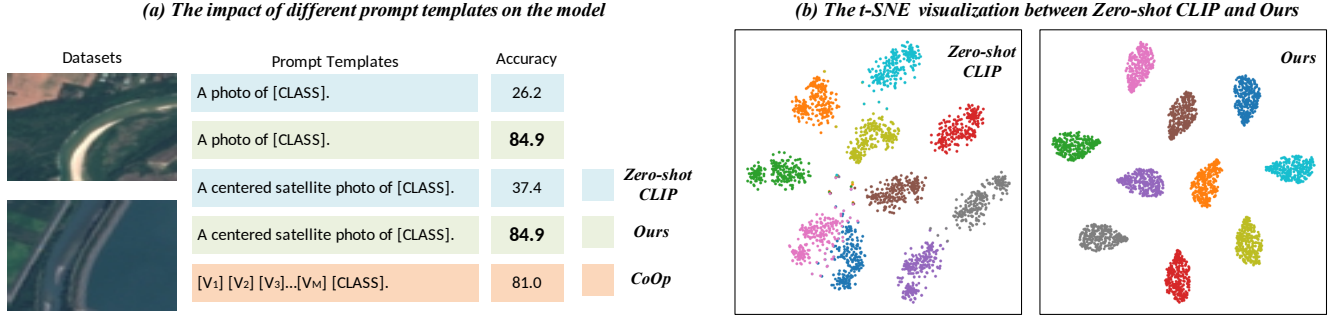 (a) The impact of different prompt templates on the model
Datasets
Prompt Templates
Accuracy
A photo of [CLASS].
26.2
A photo of [CLASS].
84.9
A centered satellite photo of [CLASS].
37.4
A centered satellite photo of [CLASS].
84.9
[V₁] [V₂] [V₃]...[Vᴍ] [CLASS].
81.0
Zero-shot
CLIP
Ours
CoOp
(b) The t-SNE visualization between Zero-shot CLIP and Ours
Zero-shot
CLIP
Ours